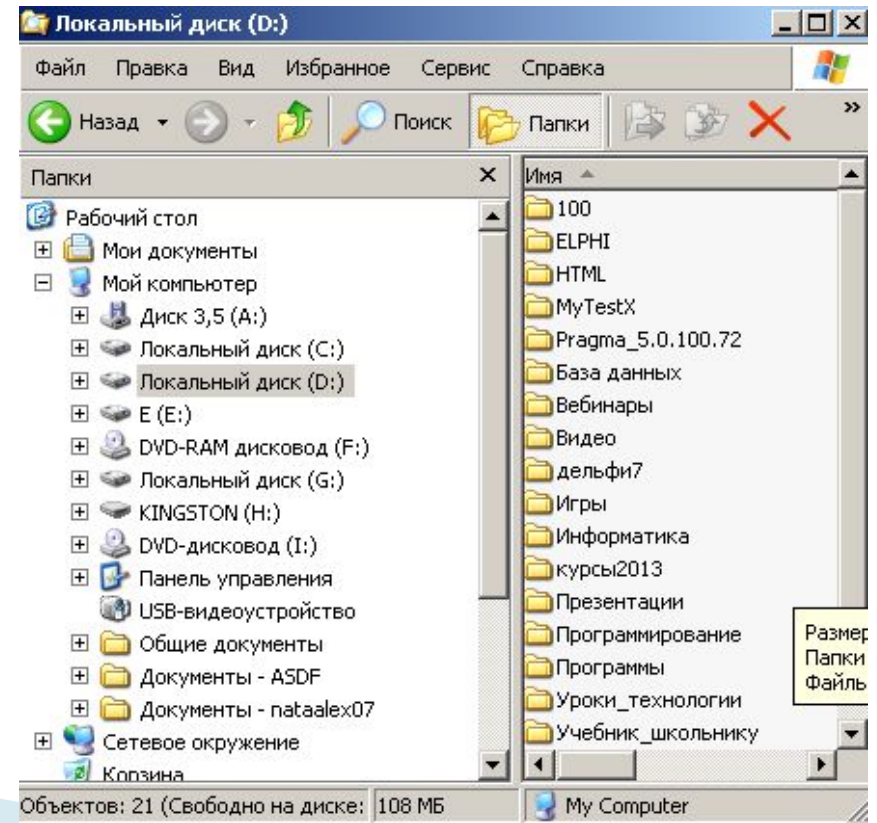 Локальный диск (D:)
Файл Правка Вид Избранное Сервис Справка
Назад Поиск Папки »
Папки
Рабочий стол
Мои документы
Мой компьютер
Диск 3,5 (A:)
Локальный диск (C:)
Локальный диск (D:)
E (E:)
DVD-RAM дисковод (F:)
Локальный диск (G:)
KINGSTON (H:)
DVD-дисковод (I:)
Панель управления
USB-видеоустройство
Общие документы
Документы - ASDF
Документы - nataalex07
Сетевое окружение
Корзина
Имя
100
ELPHI
HTML
MyTestX
Pragma_5.0.100.72
База данных
Вебинары
Видео
дельфи7
Игры
Информатика
курсы2013
Презентации
Программирование
Программы
Уроки_технологии
Учебник_школьнику
Размер
Папки
Файлы
Объектов: 21 (Свободно на диске: 108 МБ My Computer